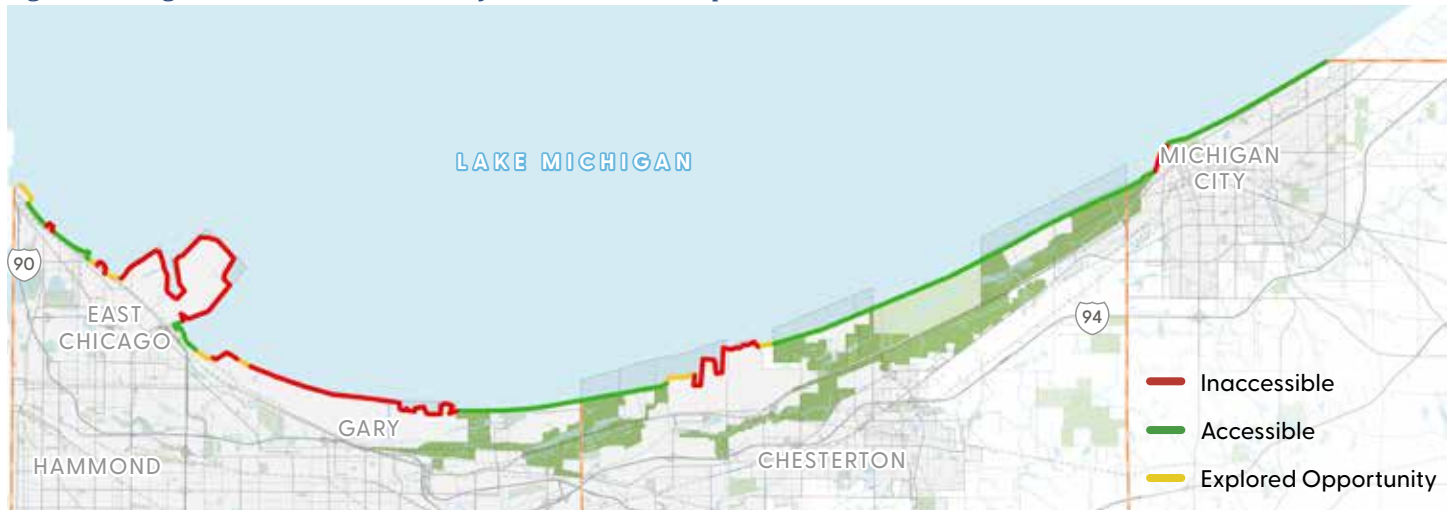 LAKE MICHIGAN
MICHIGAN
CITY
90
EAST
CHICAGO
94
GARY
HAMMOND
CHESTERTON
Inaccessible
Accessible
Explored Opportunity